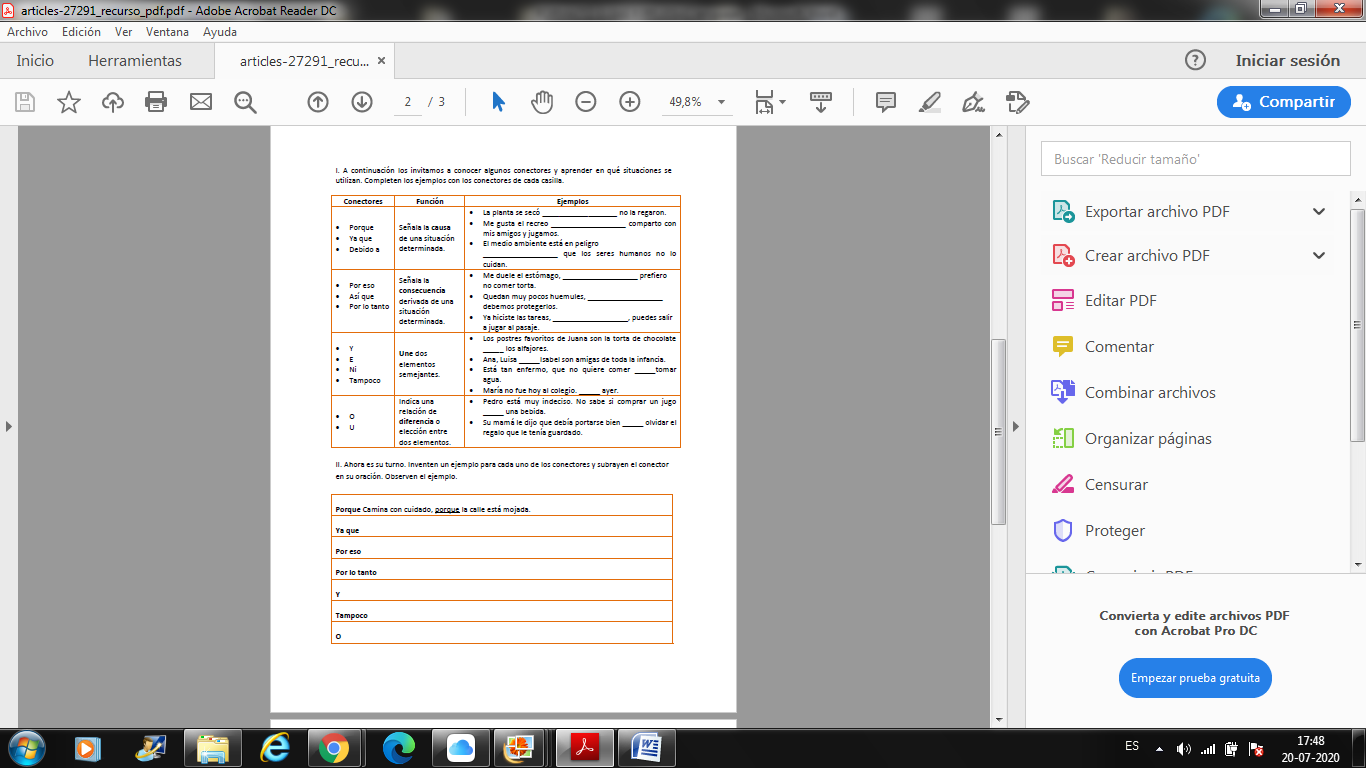 articles-27291_recurso_pdf.pdf - Adobe Acrobat Reader DC
Archivo Edición Ver Ventana Ayuda
Inicio Herramientas articles-27291_recu... × Iniciar sesión
2 / 3 49,8% Compartir
I. A continuación los invitamos a conocer algunos conectores y aprender en qué situaciones se
utilizan. Completen los ejemplos con los conectores de cada casilla.
Conectores Función Ejemplos
• Porque
• Ya que
• Debido a
Señala la causa
de una situación
determinada.
• La planta se secó ____________________ no la regaron.
• Me gusta el recreo ____________________ comparto con
mis amigos y jugamos.
• El medio ambiente está en peligro
____________________ que los seres humanos no lo
cuidan.
• Por eso
• Así que
• Por lo tanto
Señala la
consecuencia
derivada de una
situación
determinada.
• Me duele el estómago, ____________________ prefiero
no comer torta.
• Quedan muy pocos huemules, ____________________
debemos protegerlos.
• Ya hiciste las tareas, ____________________, puedes salir
a jugar al pasaje.
• Y
• E
• Ni
• Tampoco
Une dos
elementos
semejantes.
• Los postres favoritos de Juana son la torta de chocolate
______ los alfajores.
• Ana, Luisa ______Isabel son amigas de toda la infancia.
• Está tan enfermo, que no quiere comer ______tomar
agua.
• María no fue hoy al colegio. ______ ayer.
• O
• U
Indica una
relación de
diferencia o
elección entre
dos elementos.
• Pedro está muy indeciso. No sabe si comprar un jugo
______ una bebida.
• Su mamá le dijo que debía portarse bien ______ olvidar el
regalo que le tenía guardado.
II. Ahora es su turno. Inventen un ejemplo para cada uno de los conectores y subrayen el conector
en su oración. Observen el ejemplo.
Porque Camina con cuidado, porque la calle está mojada.
Ya que
Por eso
Por lo tanto
Y
Tampoco
O
Buscar 'Reducir tamaño'
Exportar archivo PDF
Crear archivo PDF
Editar PDF
Comentar
Combinar archivos
Organizar páginas
Censurar
Proteger
Convierta y edite archivos PDF
con Acrobat Pro DC
Empezar prueba gratuita
ES 17:48
20-07-2020